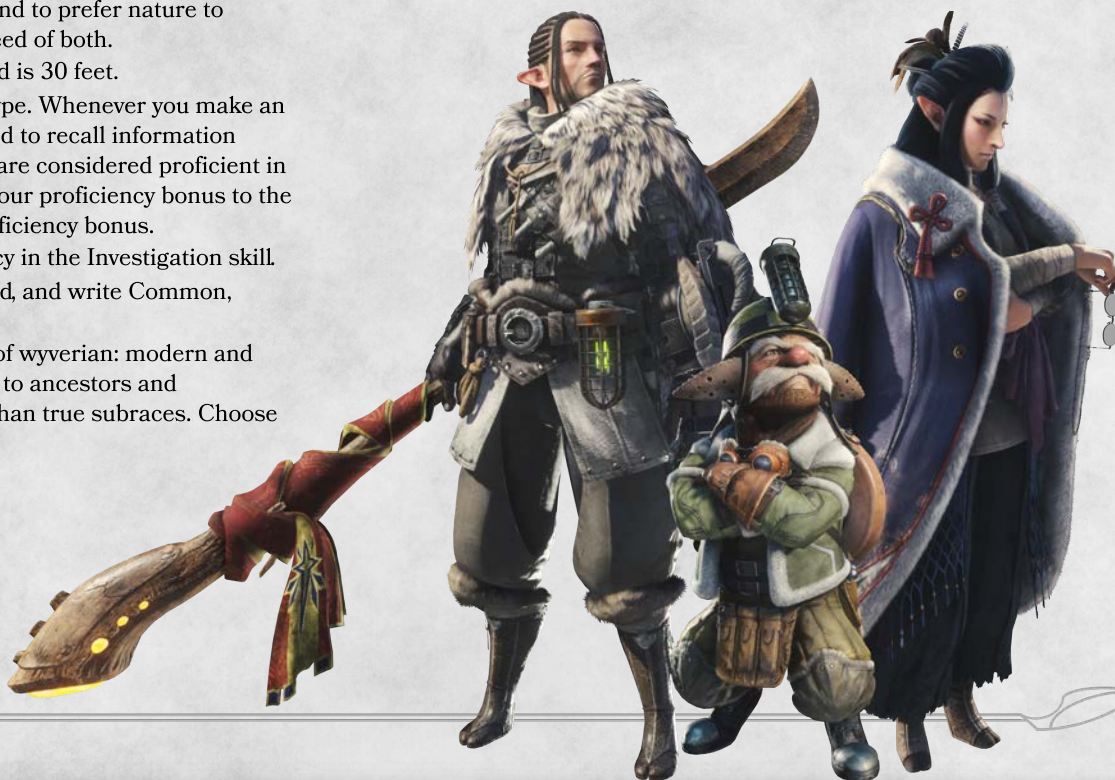 nd to prefer nature to
eed of both.
d is 30 feet.
ype. Whenever you make an
d to recall information
are considered proficient in
our proficiency bonus to the
ficiency bonus.
cy in the Investigation skill.
d, and write Common,
of wyverian: modern and
to ancestors and
han true subraces. Choose